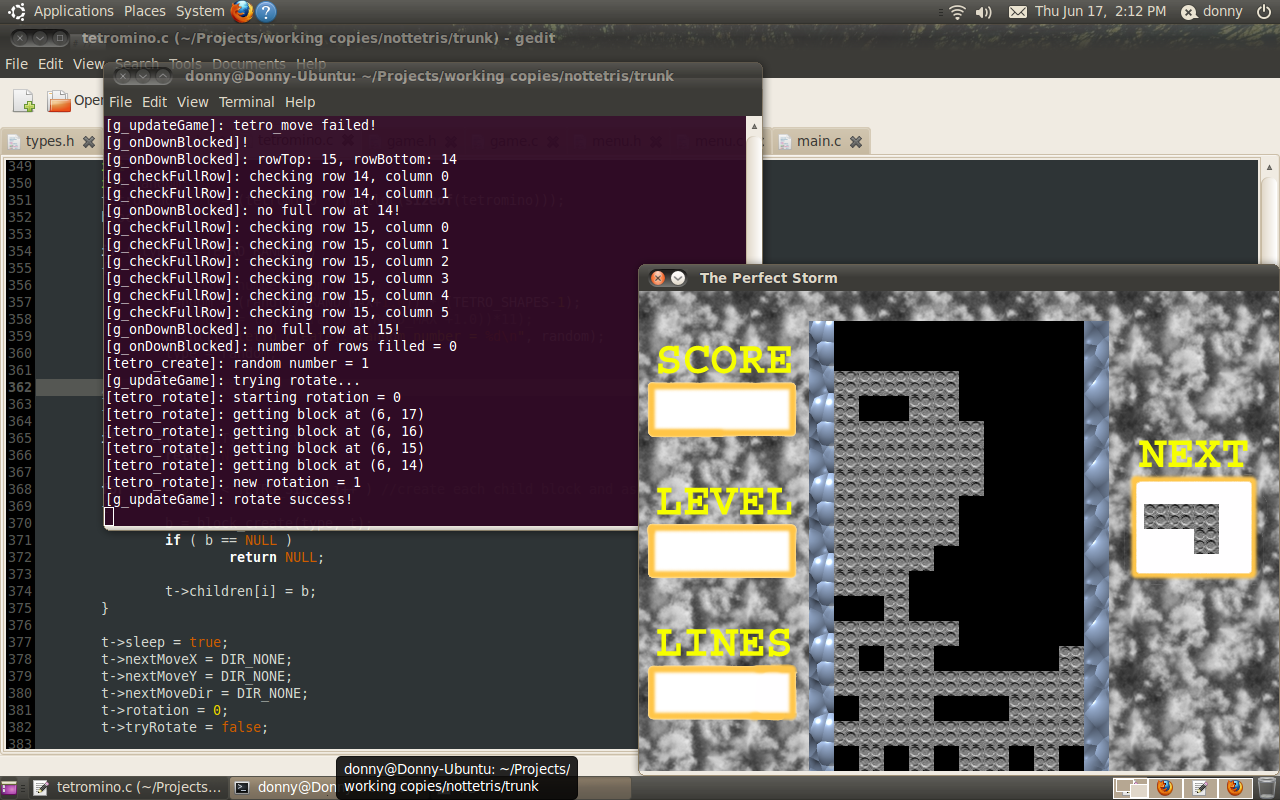 Applications Places System
Thu Jun 17, 2:12 PM donny
tetromino.c (~/Projects/working copies/nottetris/trunk) - gedit
File Edit View Search Tools Documents Help
donny@Donny-Ubuntu: ~/Projects/working copies/nottetris/trunk
File Edit View Terminal Help
types.h
main.c
[g_updateGame]: tetro_move failed!
[g_onDownBlocked]!
[g_onDownBlocked]: rowTop: 15, rowBottom: 14
[g_checkFullRow]: checking row 14, column 0
[g_checkFullRow]: checking row 14, column 1
[g_onDownBlocked]: no full row at 14!
[g_checkFullRow]: checking row 15, column 0
[g_checkFullRow]: checking row 15, column 1
[g_checkFullRow]: checking row 15, column 2
[g_checkFullRow]: checking row 15, column 3
[g_checkFullRow]: checking row 15, column 4
[g_checkFullRow]: checking row 15, column 5
[g_onDownBlocked]: no full row at 15!
[g_onDownBlocked]: number of rows filled = 0
[tetro_create]: random number = 1
[g_updateGame]: trying rotate...
[tetro_rotate]: starting rotation = 0
[tetro_rotate]: getting block at (6, 17)
[tetro_rotate]: getting block at (6, 16)
[tetro_rotate]: getting block at (6, 15)
[tetro_rotate]: getting block at (6, 14)
[tetro_rotate]: new rotation = 1
[g_updateGame]: rotate success!
349
350
351
352
353
354
355
356
357
358
359
360
361
362
363
364
365
366
367
368
369
370
371 if ( b == NULL )
372 return NULL;
373
374 t->children[i] = b;
375 }
376
377 t->sleep = true;
378 t->nextMoveX = DIR_NONE;
379 t->nextMoveY = DIR_NONE;
380 t->nextMoveDir = DIR_NONE;
381 t->rotation = 0;
382 t->tryRotate = false;
383
The Perfect Storm
SCORE
LEVEL
LINES
NEXT
tetromino.c (~/Projects...
donny@Don
donny@Donny-Ubuntu: ~/Projects/
working copies/nottetris/trunk